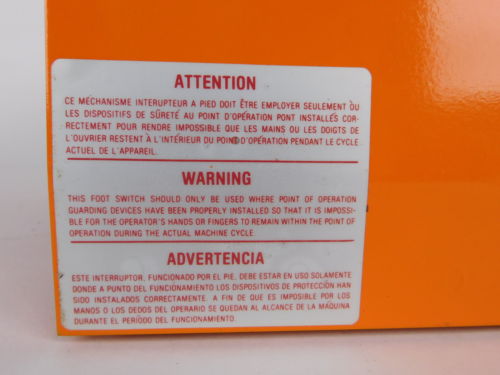 ATTENTION
CE MÉCHANISME INTERUPTEUR A PIED DOIT ÊTRE EMPLOYER SEULEMENT OU
LES DISPOSITIFS DE SÛRETÉ AU POINT D'OPÉRATION PONT INSTALLÉS COR-
RECTEMENT POUR RENDRE IMPOSSIBLE QUE LES MAINS OU LES DOIGTS DE
L'OUVRIER RESTENT À L'INTÉRIEUR DU POINT D'OPÉRATION PENDANT LE CYCLE
ACTUEL DE L'APPAREIL.
WARNING
THIS FOOT SWITCH SHOULD ONLY BE USED WHERE POINT OF OPERATION
GUARDING DEVICES HAVE BEEN PROPERLY INSTALLED SO THAT IT IS IMPOSSI-
BLE FOR THE OPERATOR'S HANDS OR FINGERS TO REMAIN WITHIN THE POINT OF
OPERATION DURING THE ACTUAL MACHINE CYCLE.
ADVERTENCIA
ESTE INTERRUPTOR, FUNCIONADO POR EL PIE, DEBE ESTAR EN USO SOLAMENTE
DONDE A PUNTO DEL FUNCIONAMIENTO LOS DISPOSITIVOS DE PROTECCIÓN HAN
SIDO INSTALADOS CORRECTAMENTE. A FIN DE QUE ES IMPOSIBLE POR LOS
MANOS O LOS DEDOS DEL OPERARIO SE QUEDAN AL ALCANCE DE LA MÁQUINA
DURANTE EL PERÍODO DEL FUNCIONAMIENTO.